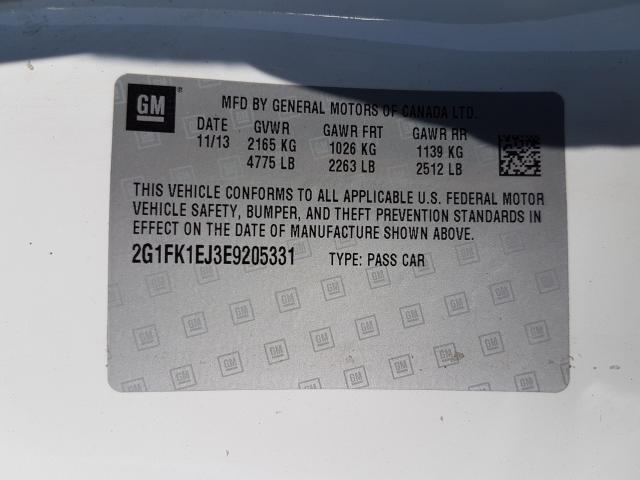 GM
MFD BY GENERAL MOTORS OF CANADA LTD.
DATE GVWR GAWR FRT GAWR RR
11/13 2165 KG 1026 KG 1139 KG
4775 LB 2263 LB 2512 LB
THIS VEHICLE CONFORMS TO ALL APPLICABLE U.S. FEDERAL MOTOR
VEHICLE SAFETY, BUMPER, AND THEFT PREVENTION STANDARDS IN
EFFECT ON THE DATE OF MANUFACTURE SHOWN ABOVE.
2G1FK1EJ3E9205331 TYPE: PASS CAR